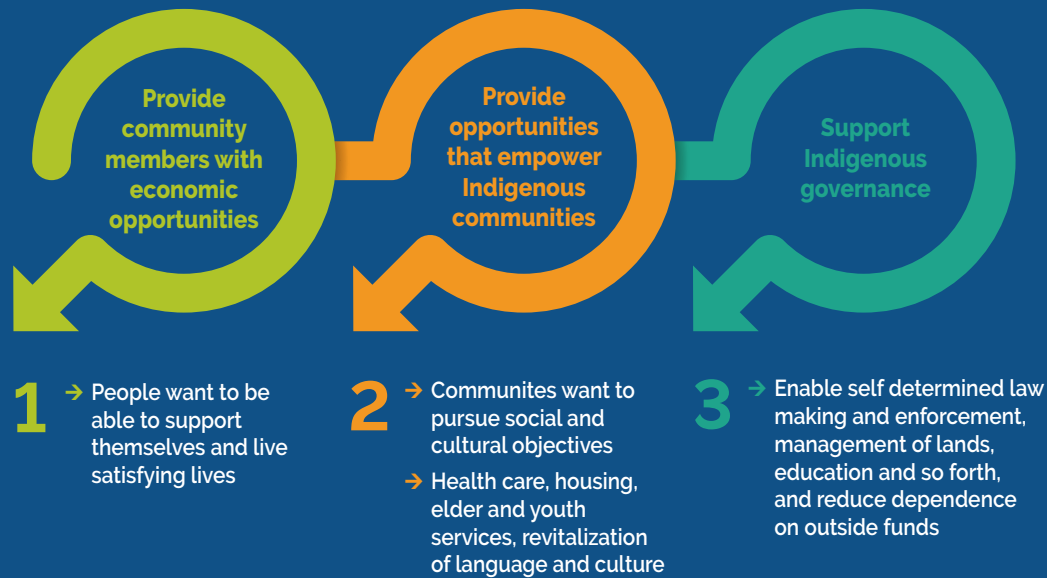 Provide
community
members with
economic
opportunities
Provide
opportunities
that empower
Indigenous
communities
Support
Indigenous
governance
1
→ People want to be
able to support
themselves and live
satisfying lives
2
→ Communites want to
pursue social and
cultural objectives
→ Health care, housing,
elder and youth
services, revitalization
of language and culture
3
→ Enable self determined law
making and enforcement,
management of lands,
education and so forth,
and reduce dependence
on outside funds